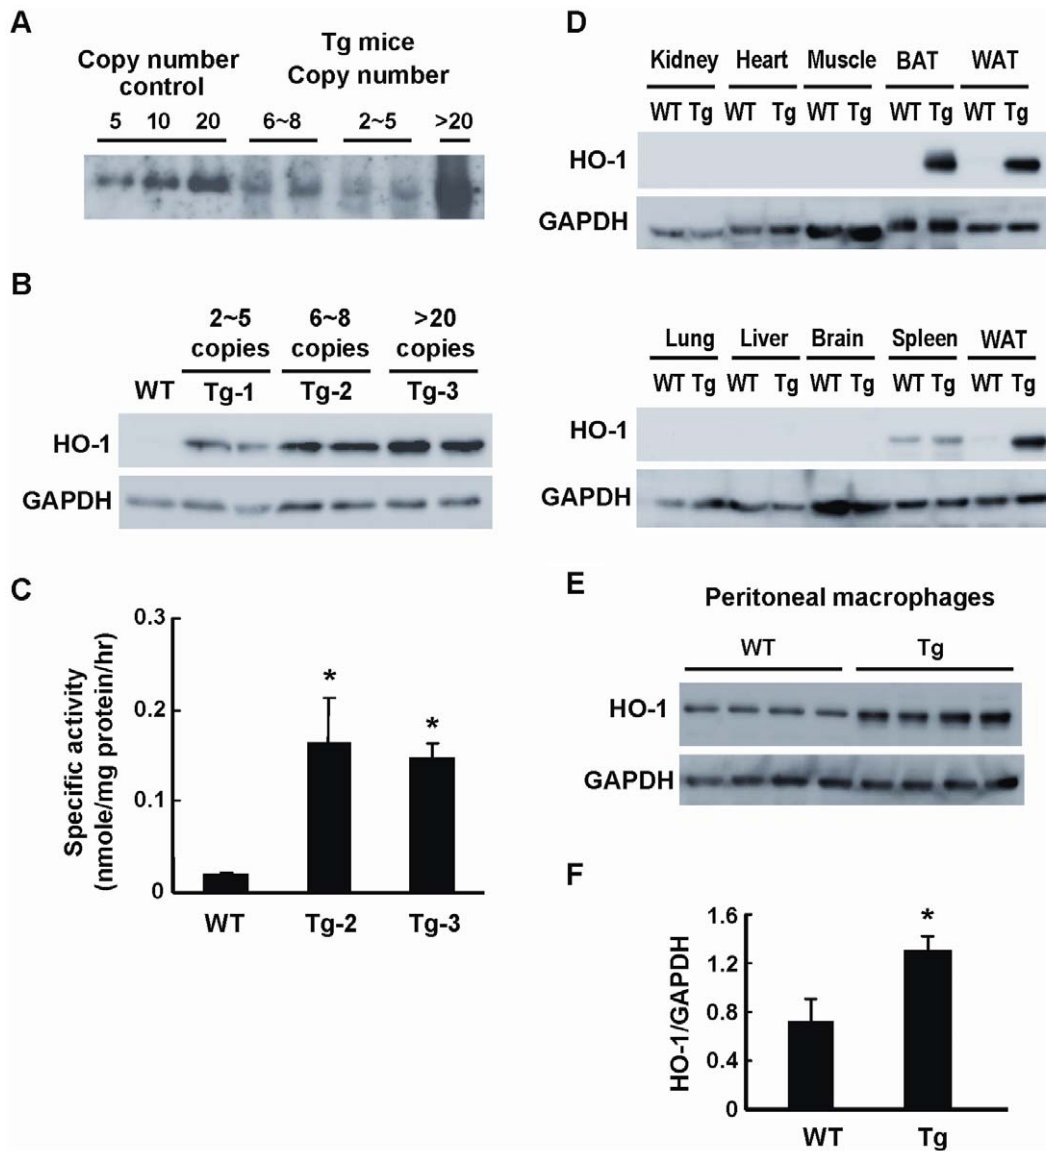 A
Copy number
control
Tg mice
Copy number
5 10 20 6~8 2~5 >20
B
2~5 6~8 >20
copies copies copies
WT Tg-1 Tg-2 Tg-3
HO-1
GAPDH
C
Specific activity
(nmole/mg protein/hr)
0.3
0.2
0.1
0
* *
WT Tg-2 Tg-3
D
Kidney Heart Muscle BAT WAT
WT Tg WT Tg WT Tg WT Tg WT Tg
HO-1
GAPDH
Lung Liver Brain Spleen WAT
WT Tg WT Tg WT Tg WT Tg WT Tg
HO-1
GAPDH
E
Peritoneal macrophages
WT Tg
HO-1
GAPDH
F
HO-1/GAPDH
1.6
1.2
0.8
0.4
0
*
WT Tg